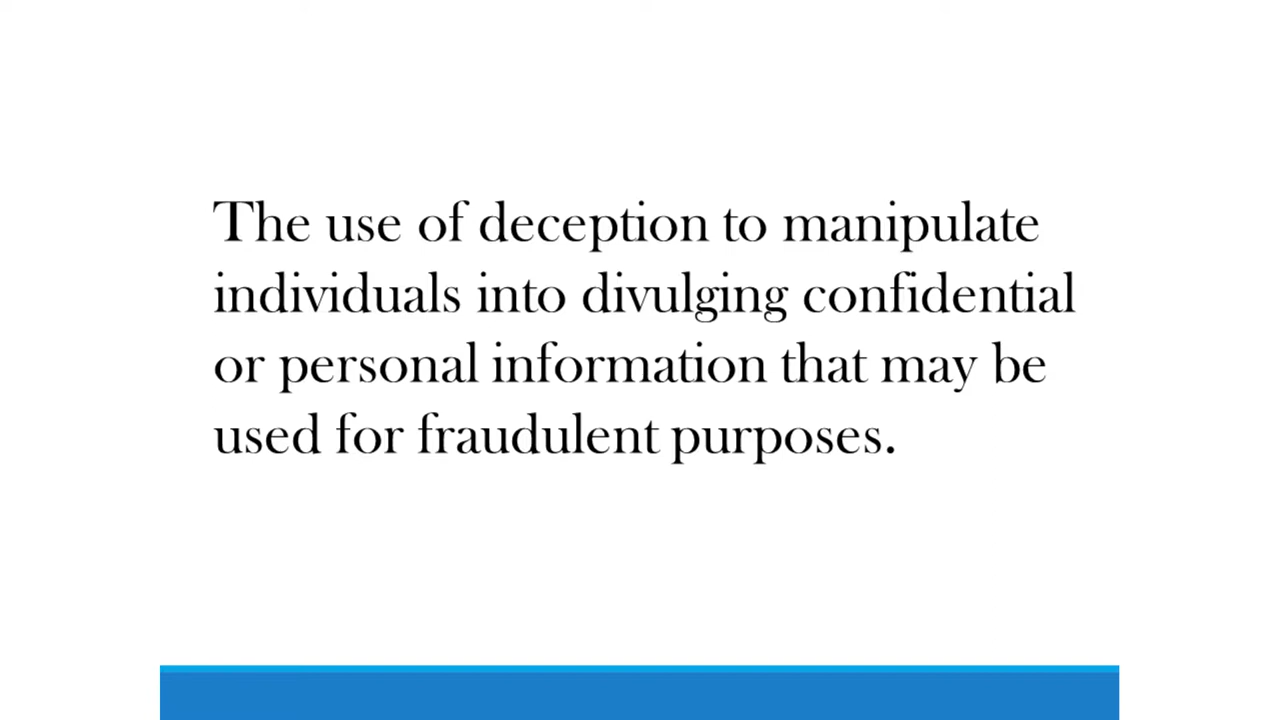 The use of deception to manipulate
individuals into divulging confidential
or personal information that may be
used for fraudulent purposes.